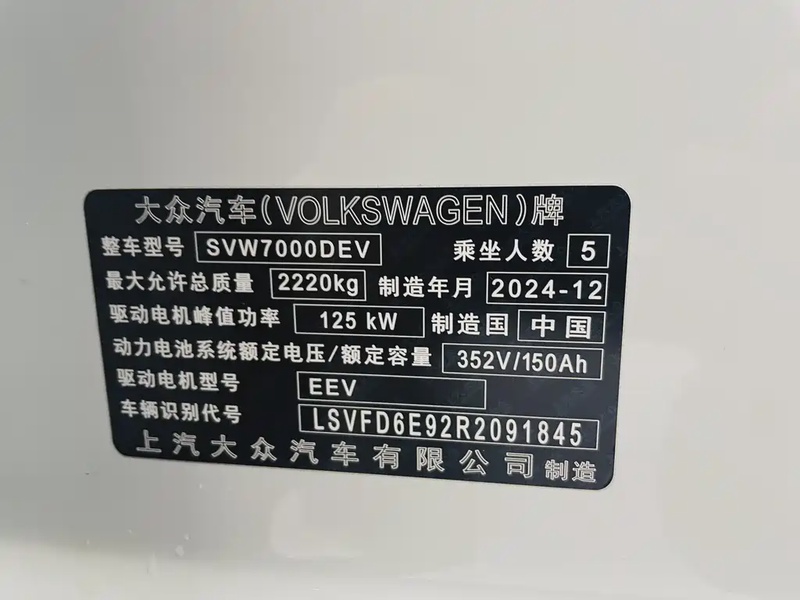 大众汽车(VOLKSWAGEN)牌
整车型号 SVW7000DEV 乘坐人数 5
最大允许总质量 2220kg 制造年月 2024-12
驱动电机峰值功率 125 kW 制造国 中国
动力电池系统额定电压/额定容量 352V/150Ah
驱动电机型号 EEV
车辆识别代号 LSVFD6E92R2091845
上汽大众汽车有限公司 制造